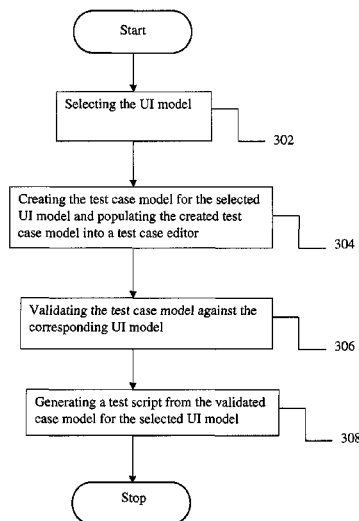 Start
Selecting the UI model
302
Creating the test case model for the selected
UI model and populating the created test
case model into a test case editor
304
Validating the test case model against the
corresponding UI model
306
Generating a test script from the validated
case model for the selected UI model
308
Stop